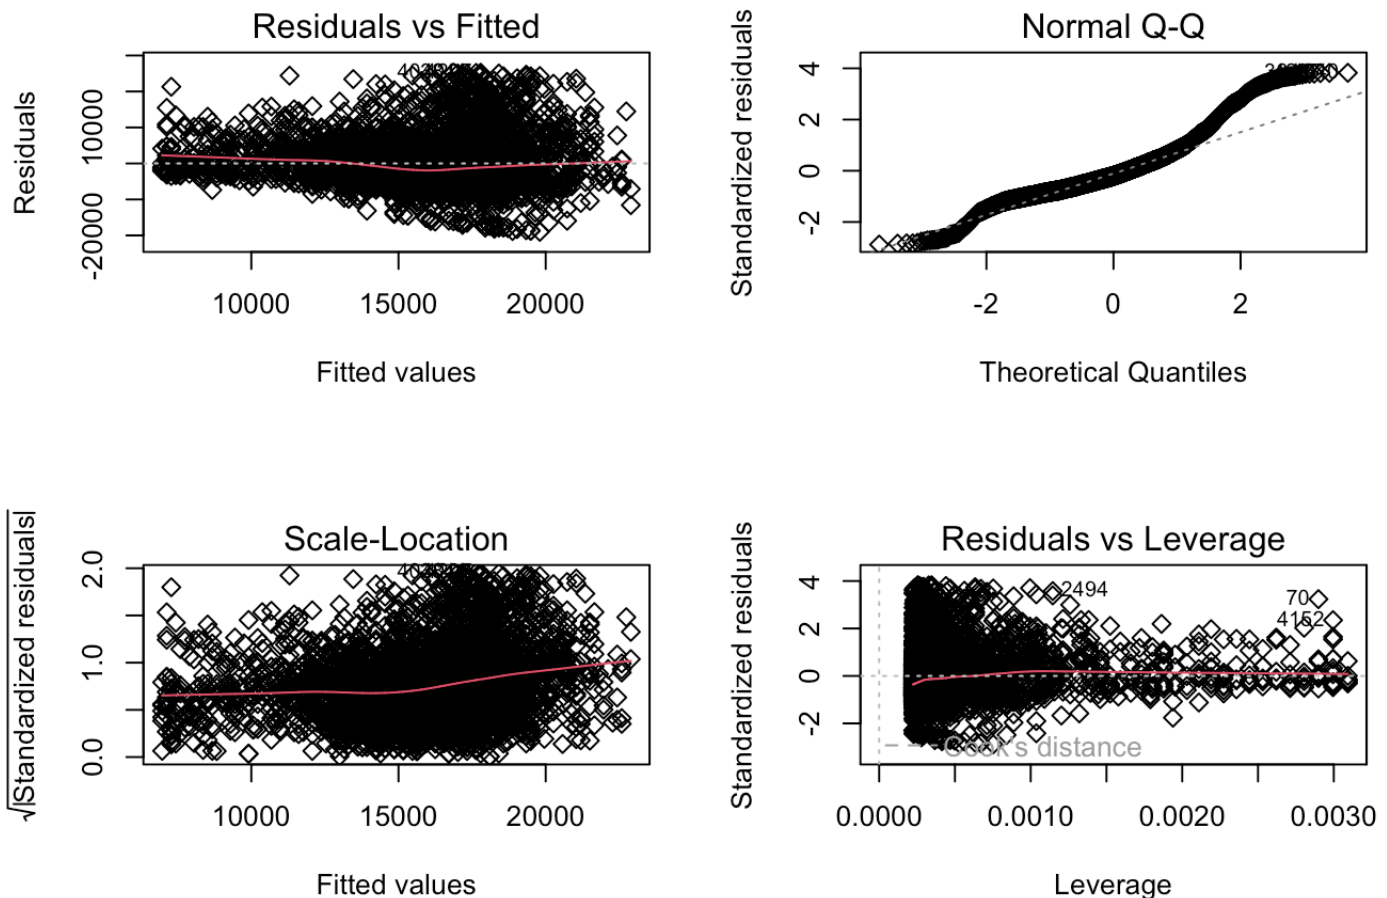 Residuals vs Fitted
Residuals
10000
-20000
10000 15000 20000
Fitted values
Normal Q-Q
Standardized residuals
4
2
0
-2
-2 0 2
Theoretical Quantiles
Scale-Location
√|Standardized residuals|
2.0
1.0
0.0
10000 15000 20000
Fitted values
Residuals vs Leverage
Standardized residuals
4
2
0
-2
2494
70
4152
Cook's distance
0.0000 0.0010 0.0020 0.0030
Leverage